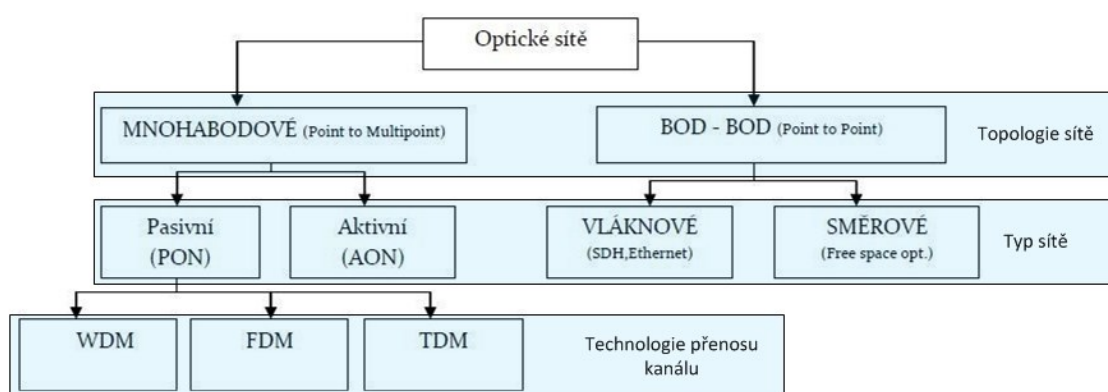 Optické sítě
MNOHABODOVÉ (Point to Multipoint)
BOD - BOD (Point to Point)
Topologie sítě
Pasivní
(PON)
Aktivní
(AON)
VLÁKNOVÉ
(SDH,Ethernet)
SMĚROVÉ
(Free space opt.)
Typ sítě
WDM
FDM
TDM
Technologie přenosu
kanálu